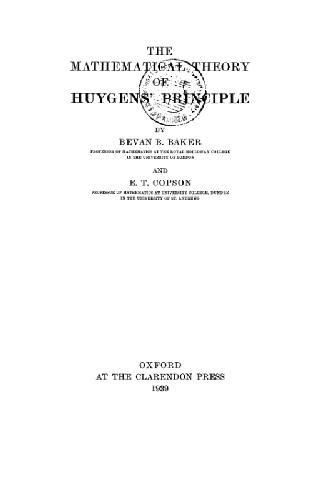 THE
MATHEMATICAL THEORY
OF
HUYGENS' PRINCIPLE
BY
BEVAN B. BAKER
PROFESSOR OF MATHEMATICS AT THE ROYAL HOLLOWAY COLLEGE
IN THE UNIVERSITY OF LONDON
AND
E. T. COPSON
PROFESSOR OF MATHEMATICS AT UNIVERSITY COLLEGE, DUNDEE
IN THE UNIVERSITY OF ST. ANDREWS
OXFORD
AT THE CLARENDON PRESS
1939